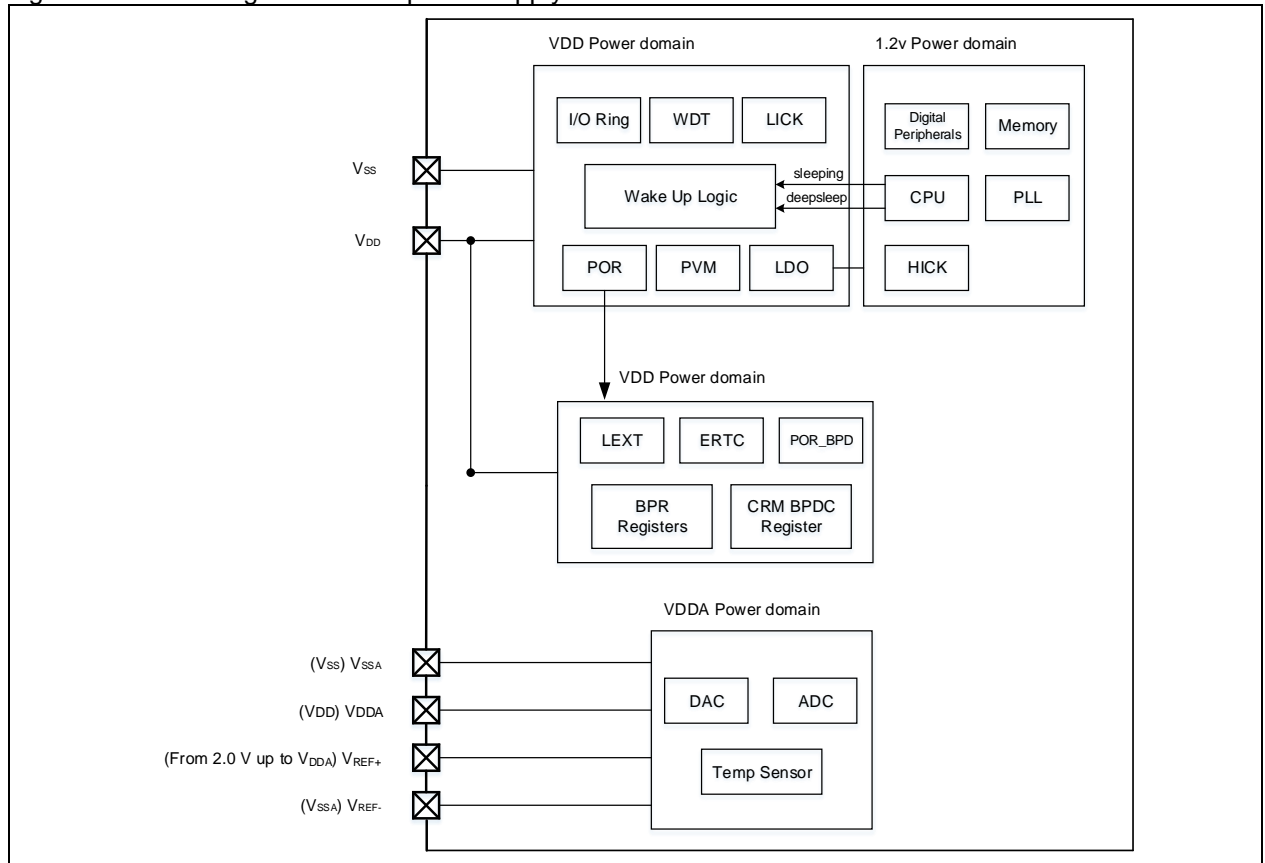 VDD Power domain
1.2v Power domain
I/O Ring
WDT
LICK
Digital
Peripherals
Memory
VSS
Wake Up Logic
sleeping
deepsleep
CPU
PLL
VDD
POR
PVM
LDO
HICK
VDD Power domain
LEXT
ERTC
POR_BPD
BPR
Registers
CRM BPDC
Register
VDDA Power domain
(VSS) VSSA
(VDD) VDDA
(From 2.0 V up to VDDA) VREF+
(VSSA) VREF-
DAC
ADC
Temp Sensor